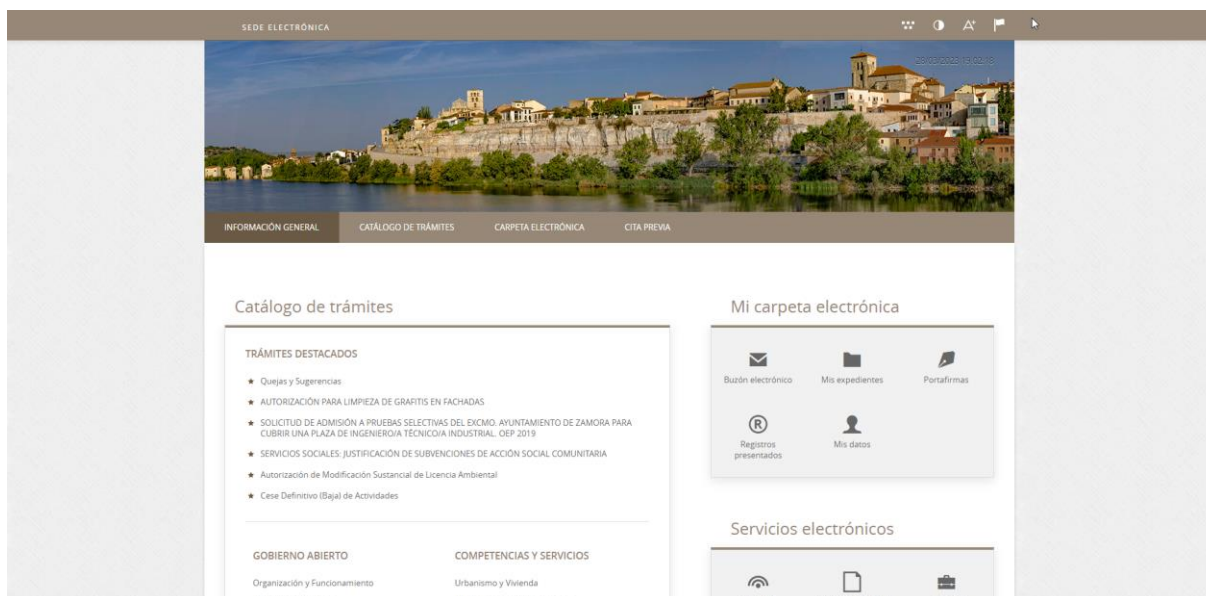 SEDE ELECTRÓNICA
A+
INFORMACIÓN GENERAL
CATÁLOGO DE TRÁMITES
CARPETA ELECTRÓNICA
CITA PREVIA
Catálogo de trámites
TRÁMITES DESTACADOS
Quejas y Sugerencias
AUTORIZACIÓN PARA LIMPIEZA DE GRAFITIS EN FACHADAS
SOLICITUD DE ADMISIÓN A PRUEBAS SELECTIVAS DEL EXCMO. AYUNTAMIENTO DE ZAMORA PARA
CUBRIR UNA PLAZA DE INGENIERO/A TÉCNICO/A INDUSTRIAL. OEP 2019
SERVICIOS SOCIALES: JUSTIFICACIÓN DE SUBVENCIONES DE ACCIÓN SOCIAL COMUNITARIA
Autorización de Modificación Sustancial de Licencia Ambiental
Cese Definitivo (Baja) de Actividades
GOBIERNO ABIERTO
Organización y Funcionamiento
COMPETENCIAS Y SERVICIOS
Urbanismo y Vivienda
Mi carpeta electrónica
Buzón electrónico
Mis expedientes
Portafirmas
R
Registros
presentados
Mis datos
Servicios electrónicos